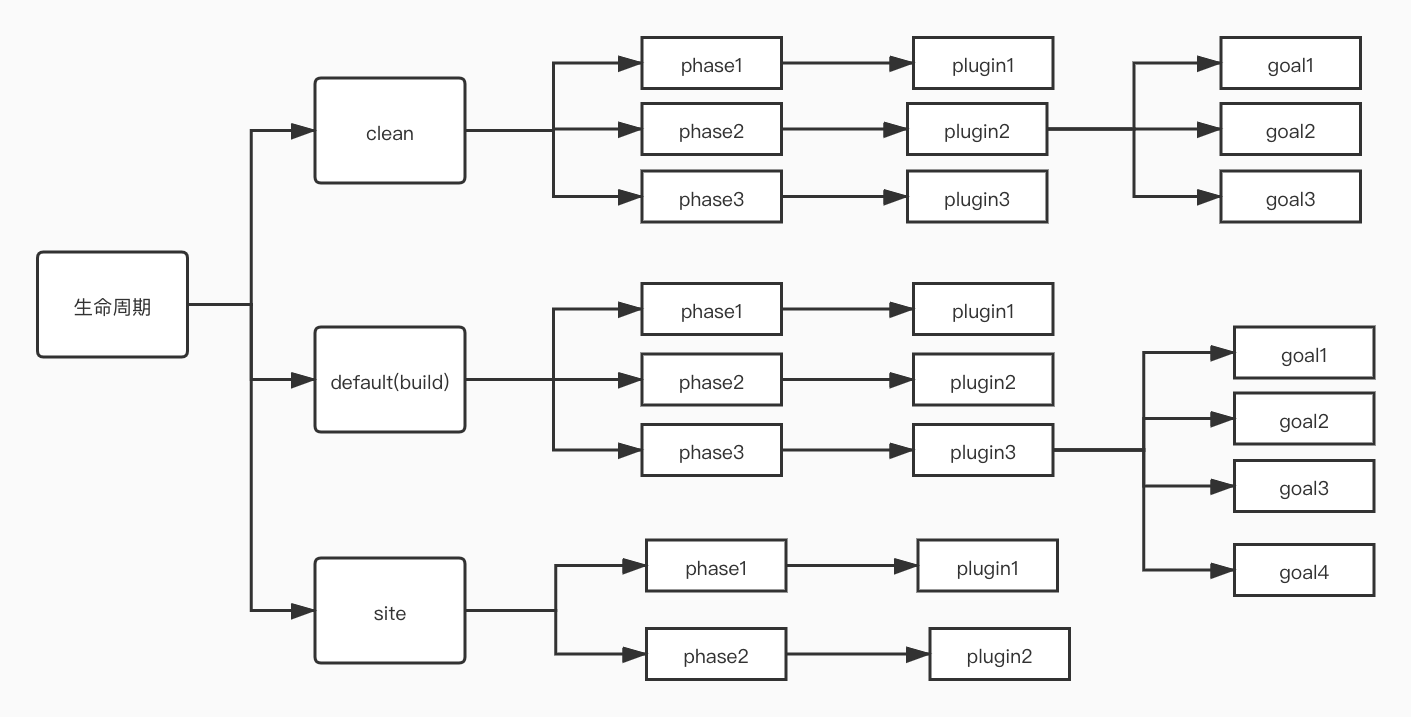 生命周期
clean
phase1
plugin1
phase2
plugin2
phase3
plugin3
goal1
goal2
goal3
default(build)
phase1
plugin1
phase2
plugin2
phase3
plugin3
goal1
goal2
goal3
goal4
site
phase1
plugin1
phase2
plugin2